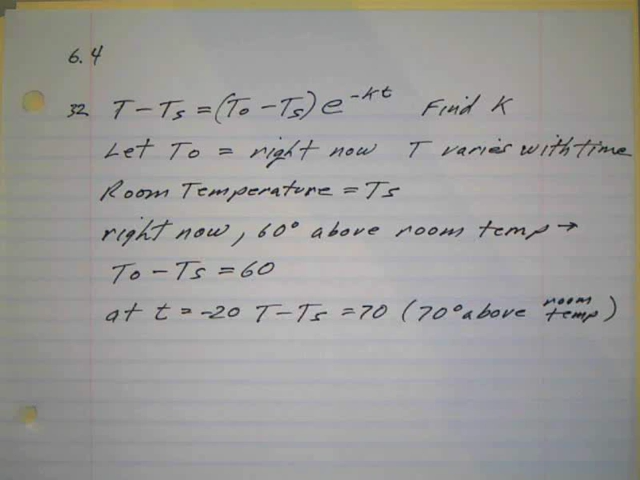 6.4
32 T-Ts = (To-Ts) e^-kt Find K
Let To = right now T varies with time
Room Temperature = Ts
right now, 60° above room temp →
To - Ts = 60
at t = -20 T-Ts = 70 (70° above room temp)